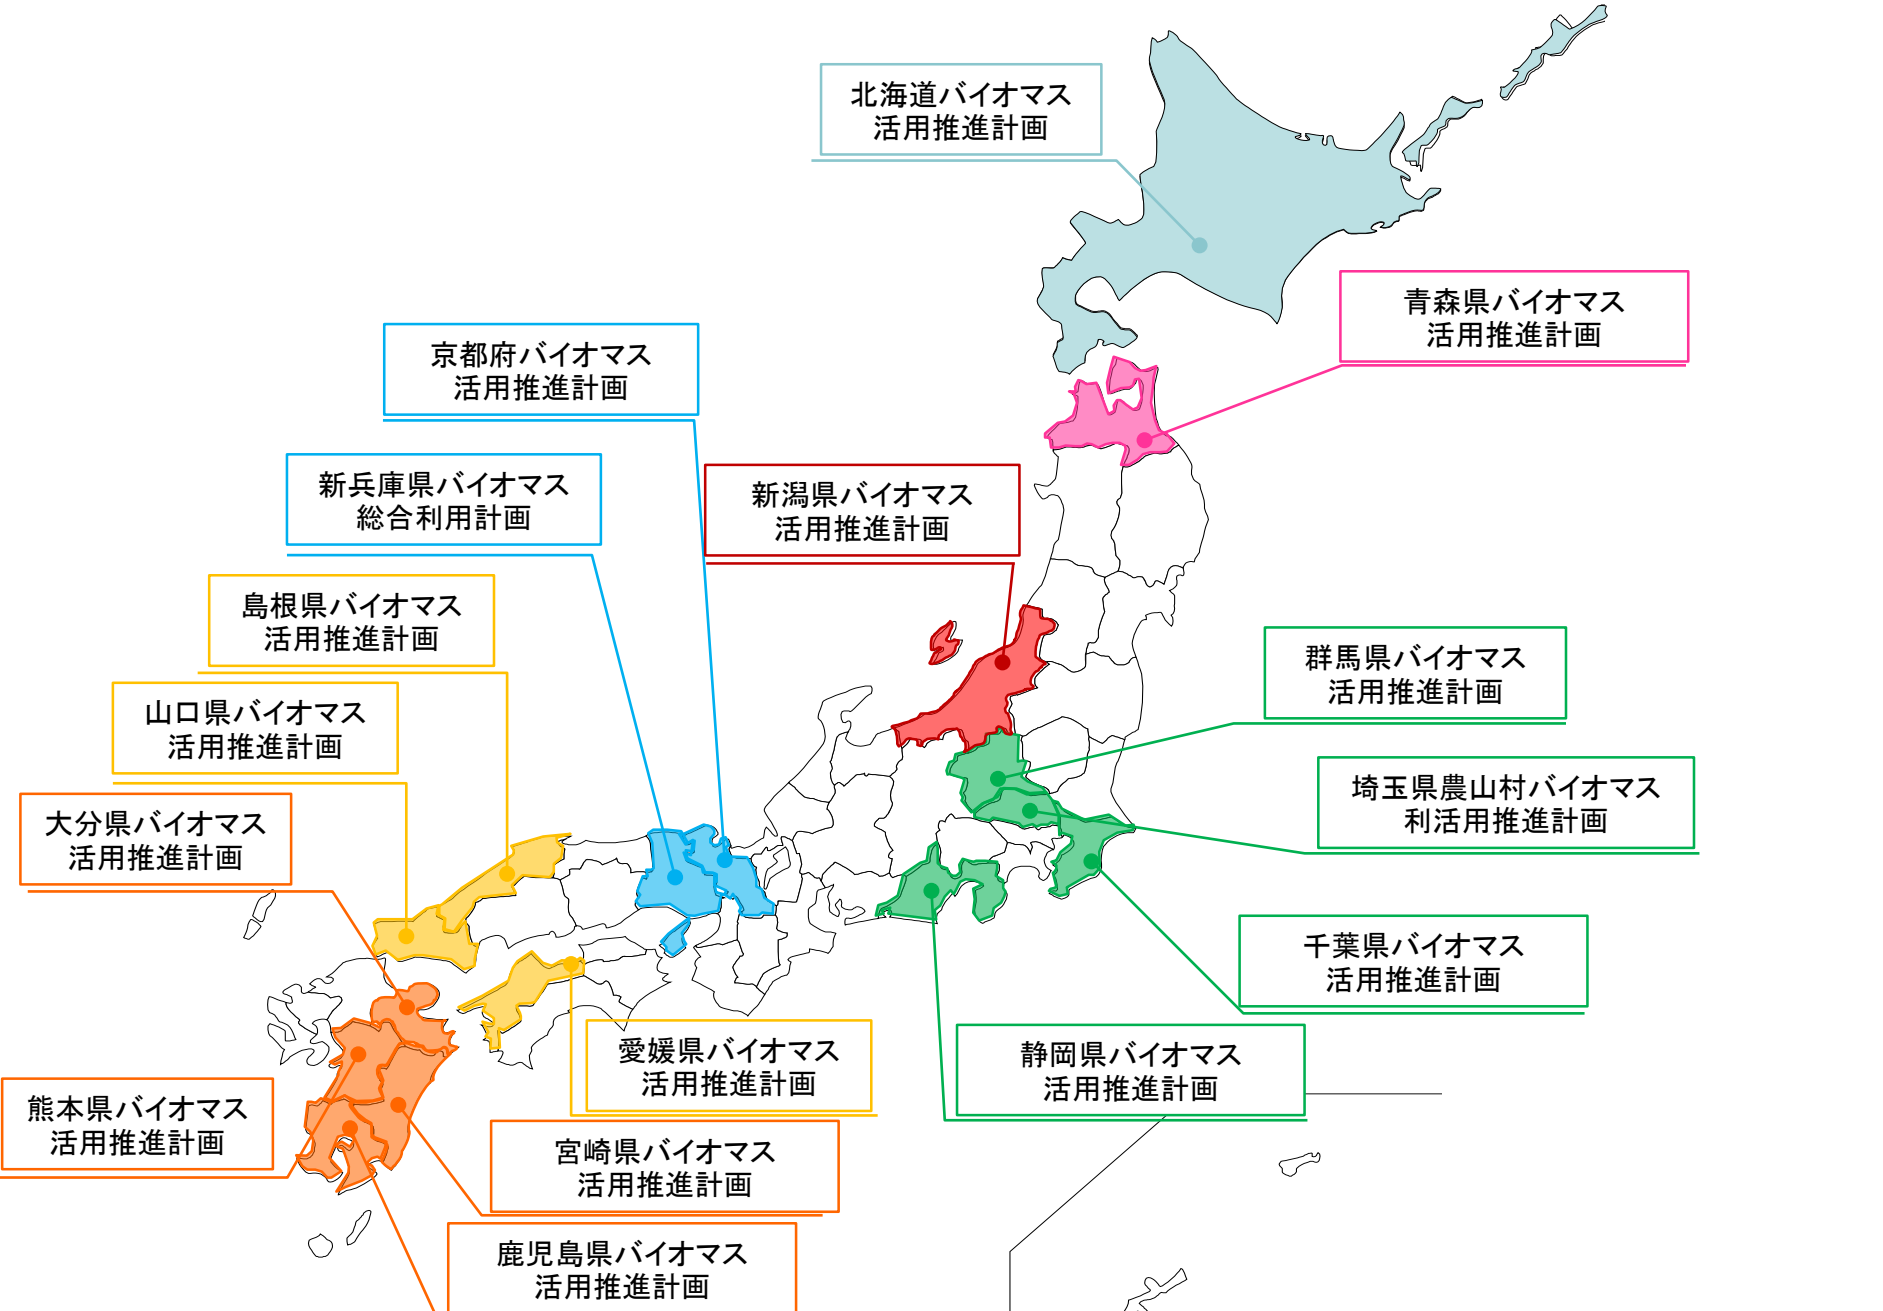 北海道バイオマス
活用推進計画
青森県バイオマス
活用推進計画
京都府バイオマス
活用推進計画
新兵庫県バイオマス
総合利用計画
新潟県バイオマス
活用推進計画
島根県バイオマス
活用推進計画
群馬県バイオマス
活用推進計画
山口県バイオマス
活用推進計画
埼玉県農山村バイオマス
利活用推進計画
大分県バイオマス
活用推進計画
千葉県バイオマス
活用推進計画
愛媛県バイオマス
活用推進計画
静岡県バイオマス
活用推進計画
熊本県バイオマス
活用推進計画
宮崎県バイオマス
活用推進計画
鹿児島県バイオマス
活用推進計画